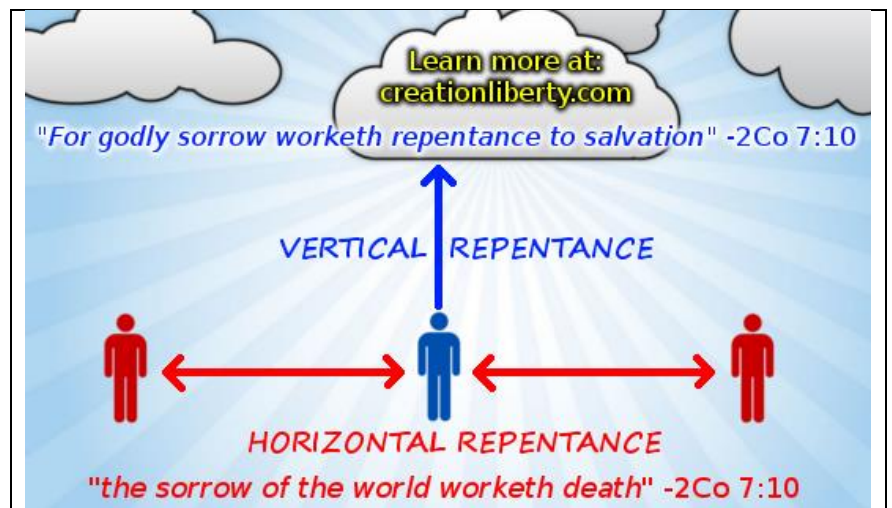 Learn more at:
creationliberty.com
"For godly sorrow worketh repentance to salvation" -2Co 7:10
VERTICAL REPENTANCE
HORIZONTAL REPENTANCE
"the sorrow of the world worketh death" -2Co 7:10